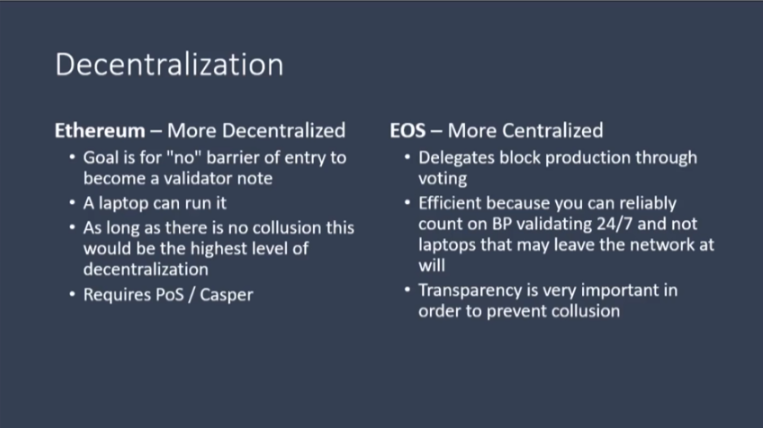 Decentralization
Ethereum – More Decentralized
• Goal is for "no" barrier of entry to
become a validator note
• A laptop can run it
• As long as there is no collusion this
would be the highest level of
decentralization
• Requires PoS / Casper
EOS – More Centralized
• Delegates block production through
voting
• Efficient because you can reliably
count on BP validating 24/7 and not
laptops that may leave the network at
will
• Transparency is very important in
order to prevent collusion